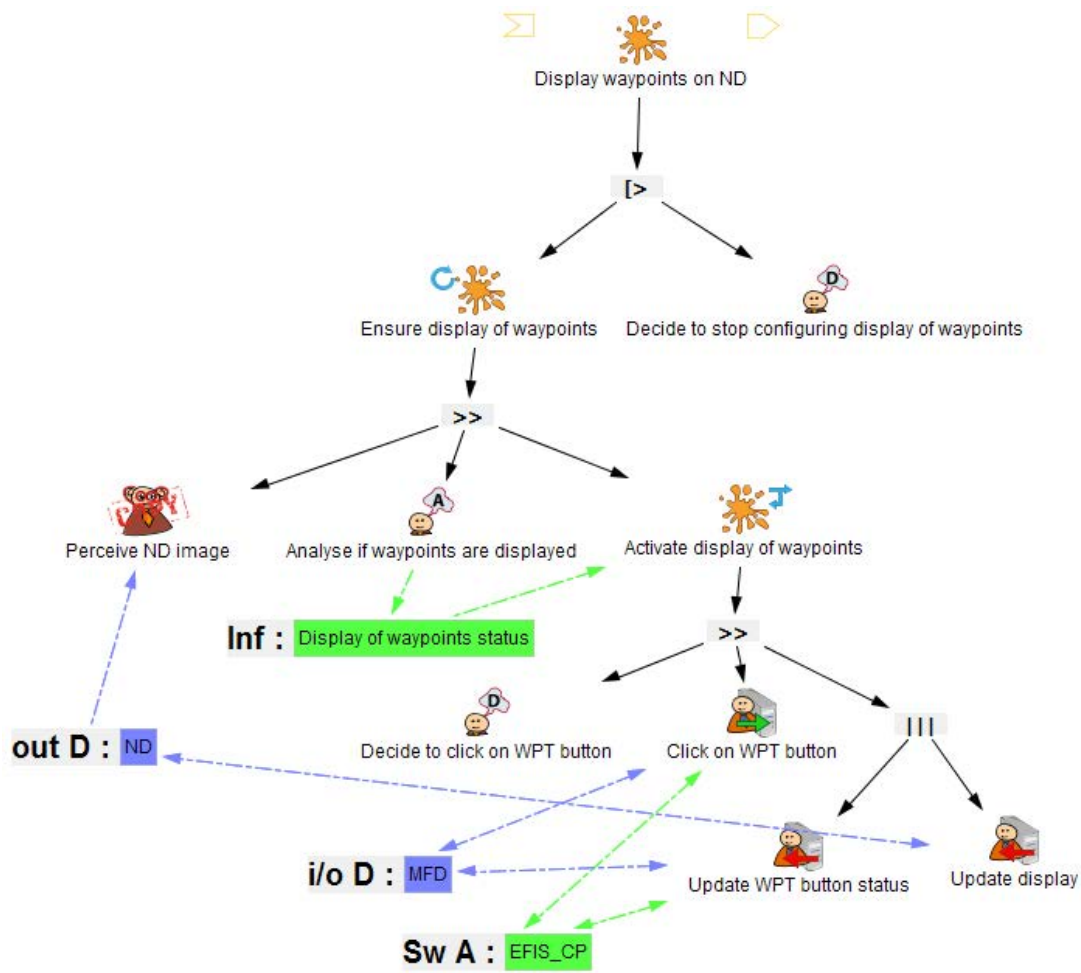 Display waypoints on ND
[>
D
Ensure display of waypoints
Decide to stop configuring display of waypoints
>>
COPY
A
Perceive ND image
Analyse if waypoints are displayed
Activate display of waypoints
Inf : Display of waypoints status
>>
D
|||
out D : ND
Decide to click on WPT button
Click on WPT button
i/o D : MFD
Update WPT button status
Update display
Sw A : EFIS_CP